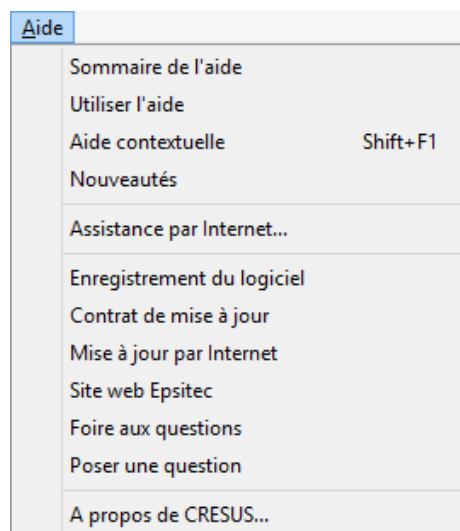 Aide
Sommaire de l'aide
Utiliser l'aide
Aide contextuelle Shift+F1
Nouveautés
Assistance par Internet...
Enregistrement du logiciel
Contrat de mise à jour
Mise à jour par Internet
Site web Epsitec
Foire aux questions
Poser une question
A propos de CRESUS...